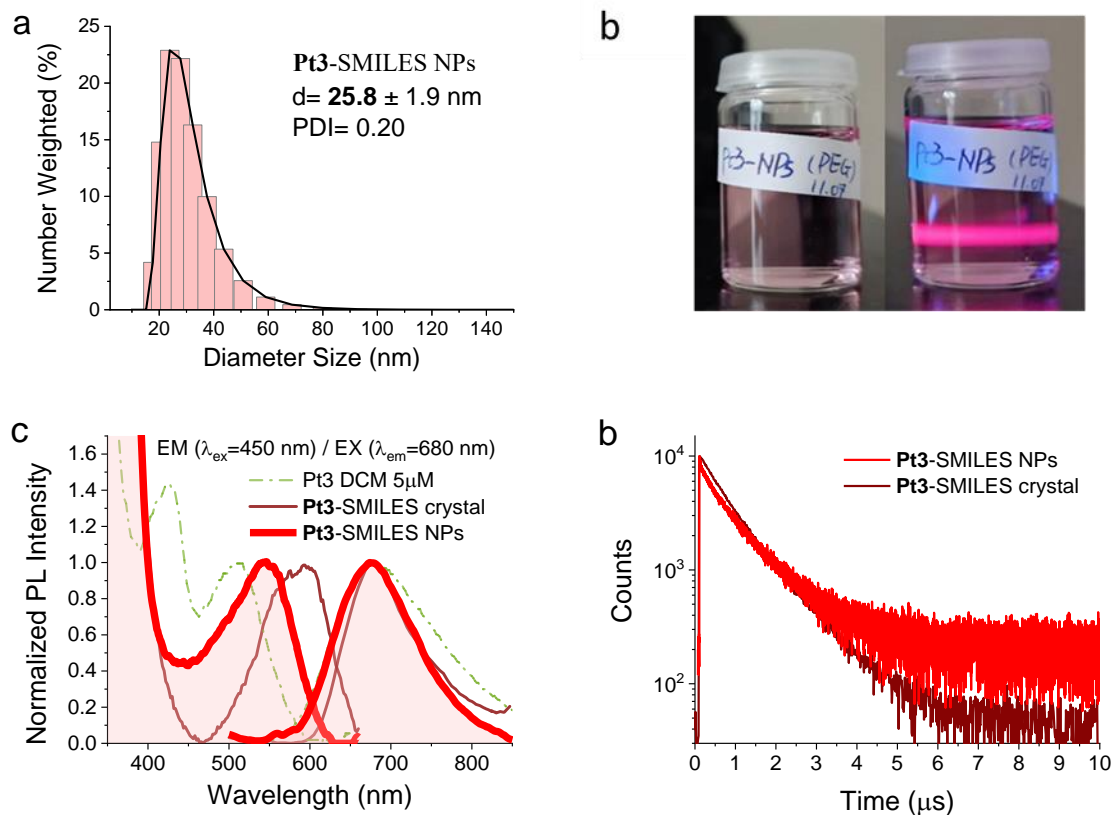 a
Number Weighted (%)
25
20
15
10
5
0
20 40 60 80 100 120 140
Diameter Size (nm)
Pt3-SMILES NPs
d= 25.8 ± 1.9 nm
PDI= 0.20
b
Pt3-NPs (PEG)
11.07
Pt3-NPs (PEG)
11.07
c
Normalized PL Intensity
1.6
1.4
1.2
1.0
0.8
0.6
0.4
0.2
0.0
400 500 600 700 800
Wavelength (nm)
EM (λex=450 nm) / EX (λem=680 nm)
Pt3 DCM 5μM
Pt3-SMILES crystal
Pt3-SMILES NPs
b
Counts
10⁴
10³
10²
0 1 2 3 4 5 6 7 8 9 10
Time (μs)
Pt3-SMILES NPs
Pt3-SMILES crystal